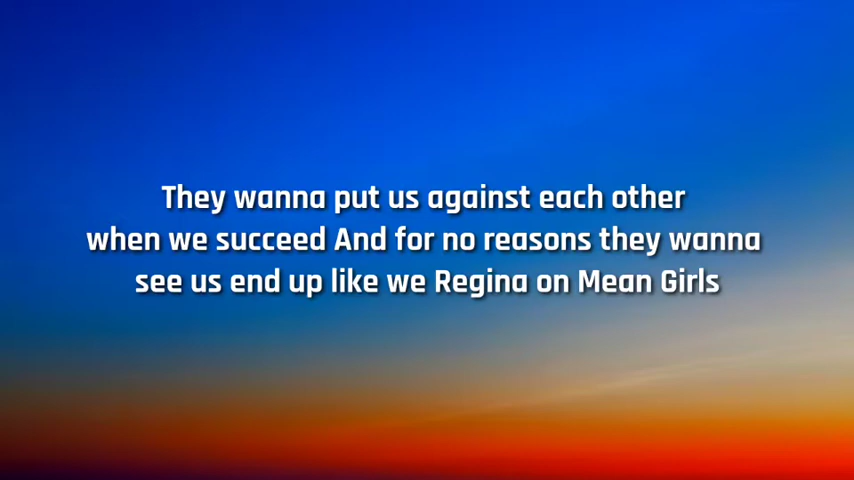 They wanna put us against each other
when we succeed And for no reasons they wanna
see us end up like we Regina on Mean Girls